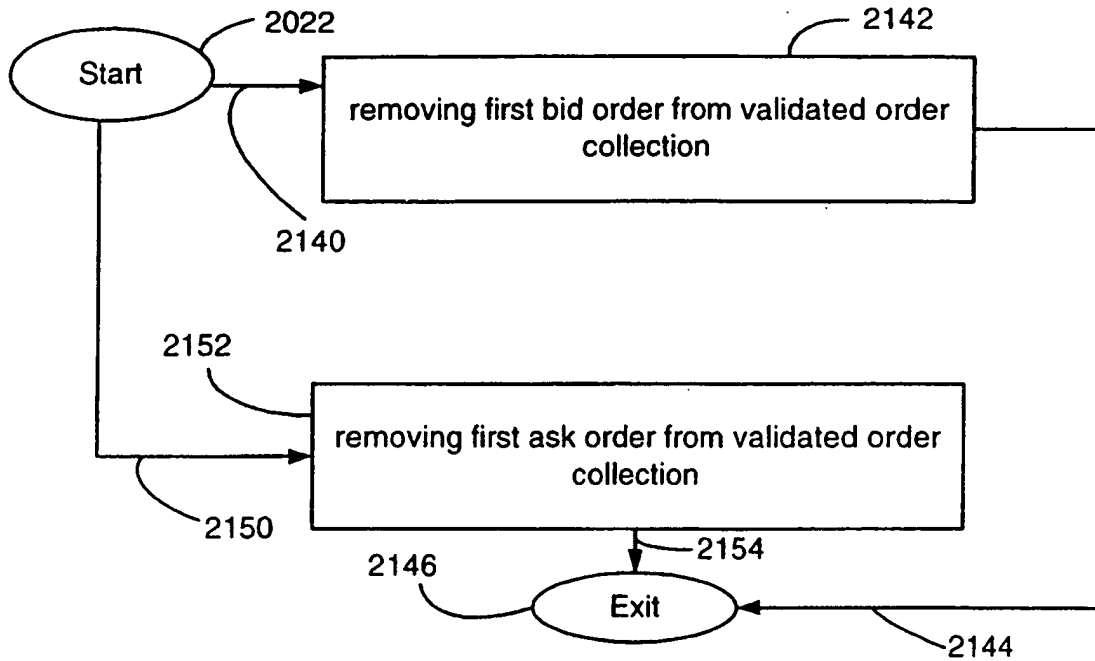 2022
2142
Start
removing first bid order from validated order
collection
2140
2152
removing first ask order from validated order
collection
2150
2154
2146
Exit
2144